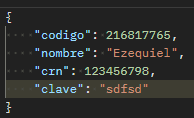 {
"codigo": 216817765,
"nombre": "Ezequiel",
"crn": 123456798,
"clave": "sdfsd"
}